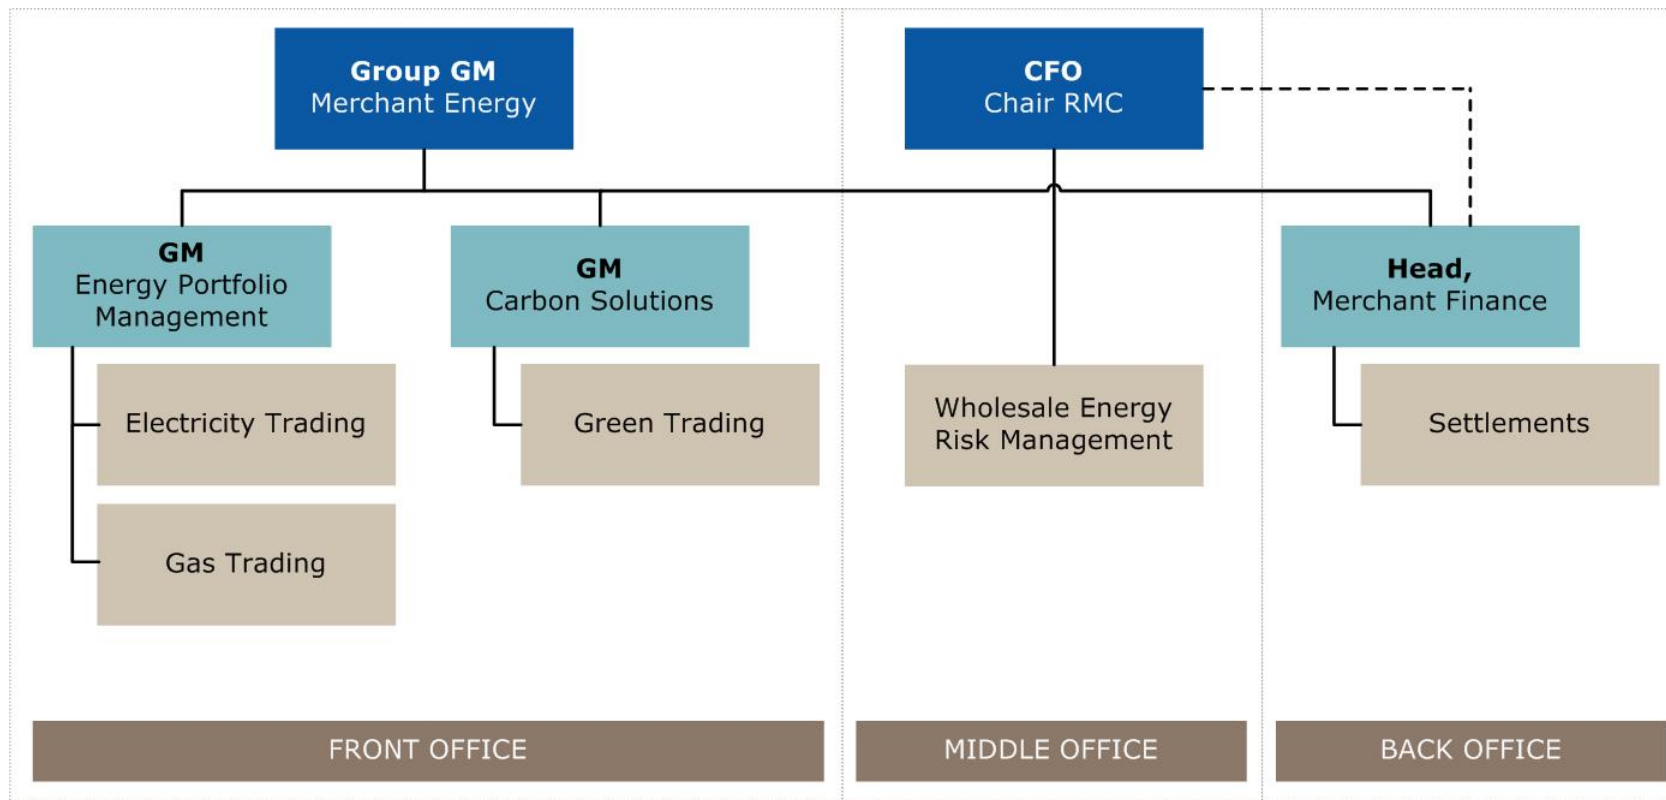 Group GM
Merchant Energy
CFO
Chair RMC
GM
Energy Portfolio
Management
GM
Carbon Solutions
Head,
Merchant Finance
Electricity Trading
Green Trading
Wholesale Energy
Risk Management
Settlements
Gas Trading
FRONT OFFICE
MIDDLE OFFICE
BACK OFFICE